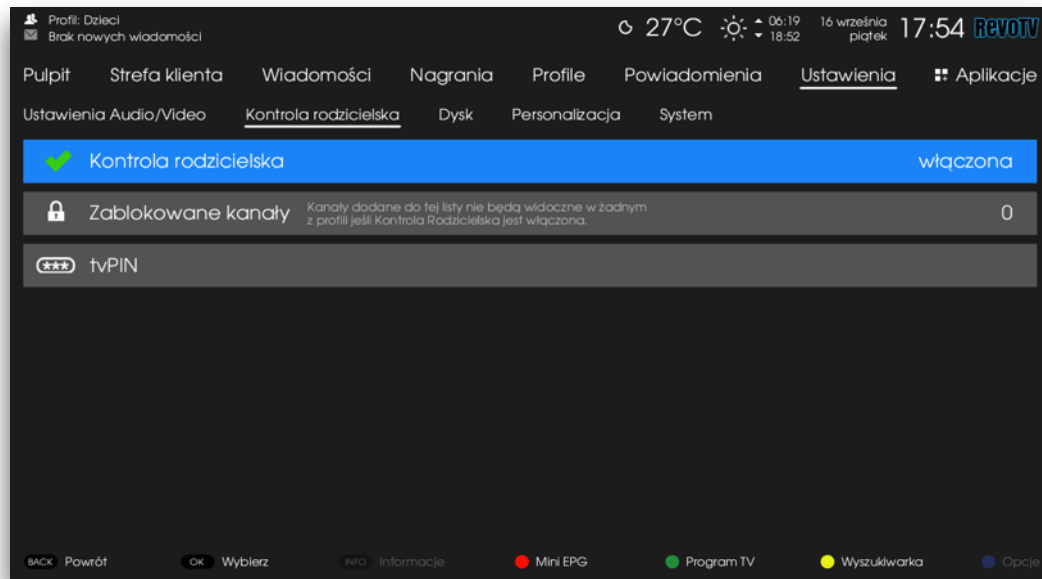 Profil: Dzieci
Brak nowych wiadomości
27°C
06:19
18:52
16 września
piątek
17:54
REVOTV
Pulpit Strefa klienta Wiadomości Nagrania Profile Powiadomienia Ustawienia Aplikacje
Ustawienia Audio/Video Kontrola rodzicielska Dysk Personalizacja System
Kontrola rodzicielska włączona
Zablokowane kanały Kanały dodane do tej listy nie będą widoczne w żadnym
z profili jeśli Kontrola Rodzicielska jest włączona. 0
*** tvPIN
BACK Powrót OK Wybierz INFO Informacje Mini EPG Program TV Wyszukiwarka Opcje